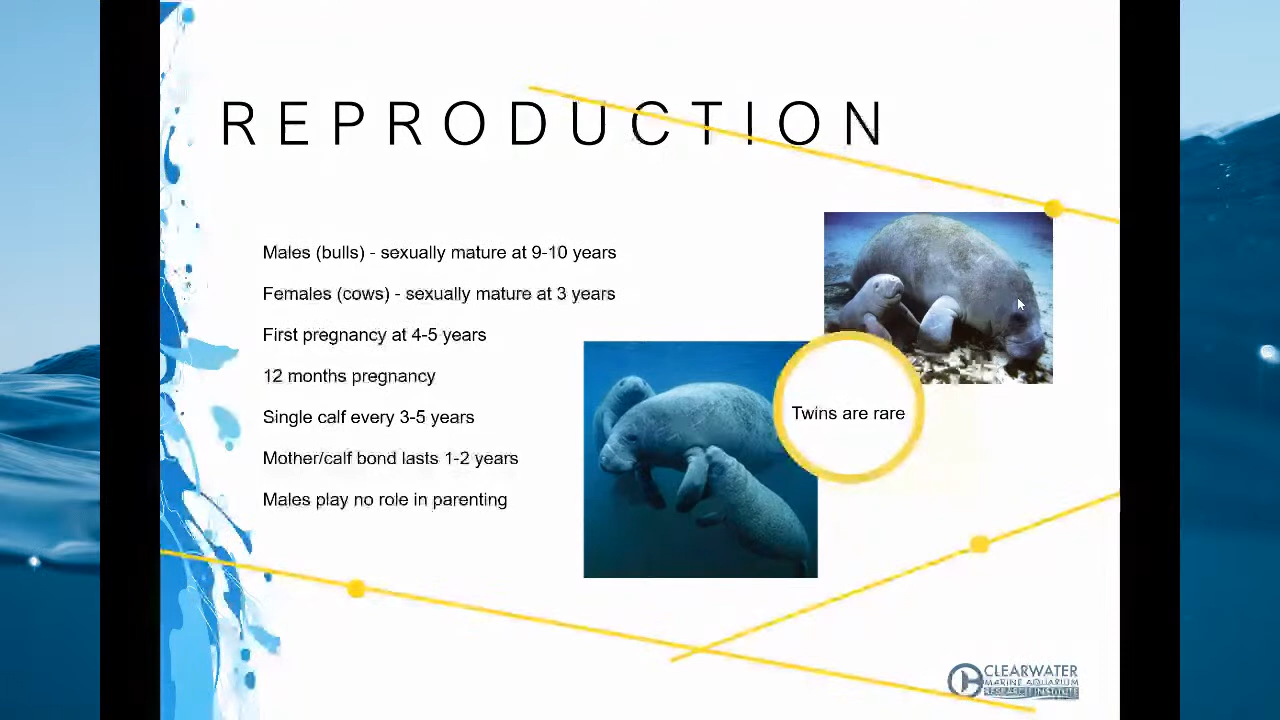 REPRODUCTION
Males (bulls) - sexually mature at 9-10 years
Females (cows) - sexually mature at 3 years
First pregnancy at 4-5 years
12 months pregnancy
Single calf every 3-5 years
Mother/calf bond lasts 1-2 years
Males play no role in parenting
Twins are rare
CLEARWATER
MARINE AQUARIUM
RESEARCH INSTITUTE